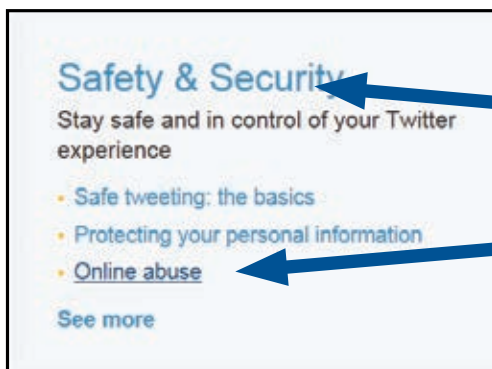 Safety & Security
Stay safe and in control of your Twitter
experience
Safe tweeting: the basics
Protecting your personal information
Online abuse
See more